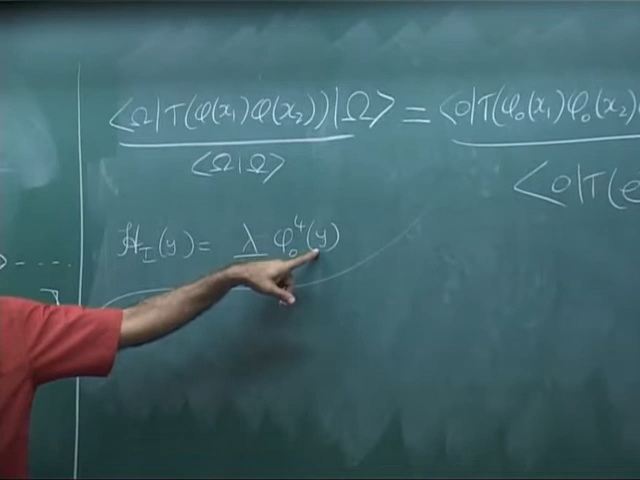 <Ω|T(φ(x₁)φ(x₂))|Ω> = <0|T(φ₀(x₁)φ₀(x₂)
<Ω|Ω> <0|T(e
ℋ_I(y) = λ φ₀⁴(y)